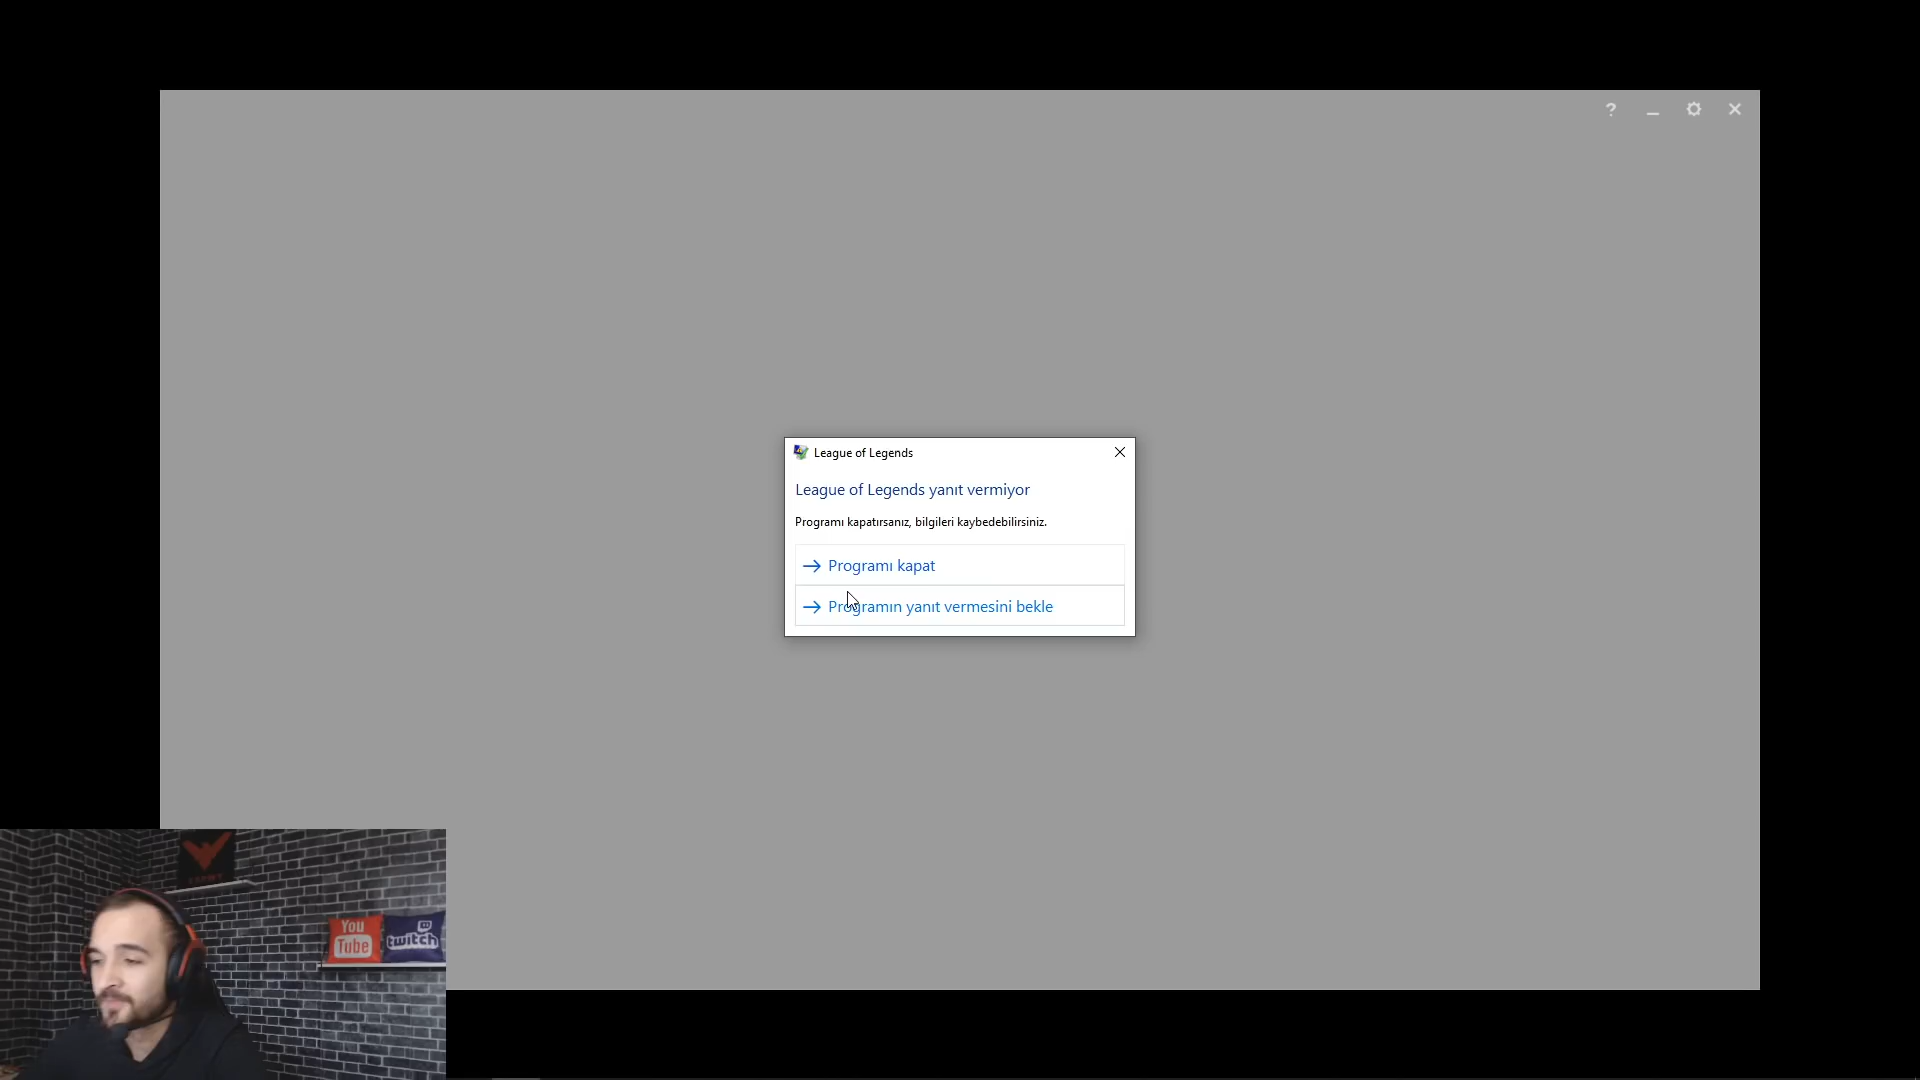 ?
League of Legends
League of Legends yanıt vermiyor
Programı kapatırsanız, bilgileri kaybedebilirsiniz.
Programı kapat
Programın yanıt vermesini bekle
You
Tube
twitch